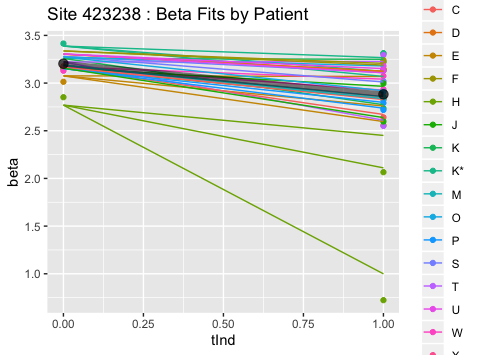 Site 423238 : Beta Fits by Patient
3.5
3.0
2.5
2.0
1.5
1.0
beta
0.00
0.25
0.50
0.75
1.00
tInd
C
D
E
F
H
J
K
K*
M
O
P
S
T
U
W